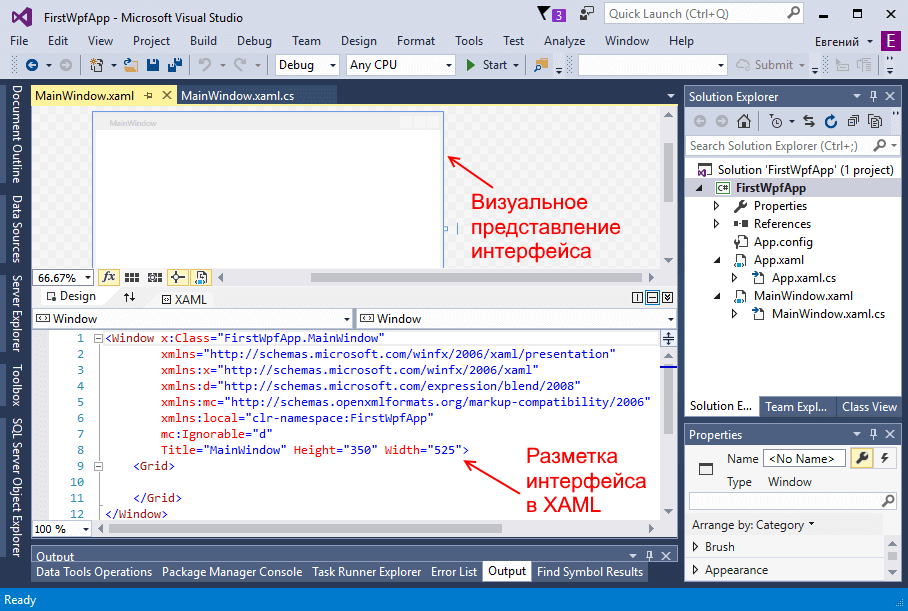 FirstWpfApp - Microsoft Visual Studio
3
Quick Launch (Ctrl+Q)
File Edit View Project Build Debug Team Design Format Tools Test Analyze Window Help
Евгений E
Debug Any CPU Start Submit
Document Outline
Data Sources
Server Explorer
Toolbox
SQL Server Object Explorer
MainWindow.xaml MainWindow.xaml.cs
MainWindow
Визуальное
представление
интерфейса
66.67% fx
Design XAML
Window Window
1 <Window x:Class="FirstWpfApp.MainWindow"
2 xmlns="http://schemas.microsoft.com/winfx/2006/xaml/presentation"
3 xmlns:x="http://schemas.microsoft.com/winfx/2006/xaml"
4 xmlns:d="http://schemas.microsoft.com/expression/blend/2008"
5 xmlns:mc="http://schemas.openxmlformats.org/markup-compatibility/2006"
6 xmlns:local="clr-namespace:FirstWpfApp"
7 mc:Ignorable="d"
8 Title="MainWindow" Height="350" Width="525">
9 <Grid>
10
11 </Grid>
12 </Window>
Разметка
интерфейса
в XAML
100 %
Output
Data Tools Operations Package Manager Console Task Runner Explorer Error List Output Find Symbol Results
Solution Explorer
Search Solution Explorer (Ctrl+;)
Solution 'FirstWpfApp' (1 project)
C# FirstWpfApp
Properties
References
App.config
App.xaml
App.xaml.cs
MainWindow.xaml
MainWindow.xaml.cs
Solution E... Team Expl... Class View
Properties
Name <No Name>
Type Window
Arrange by: Category
Brush
Appearance
Ready